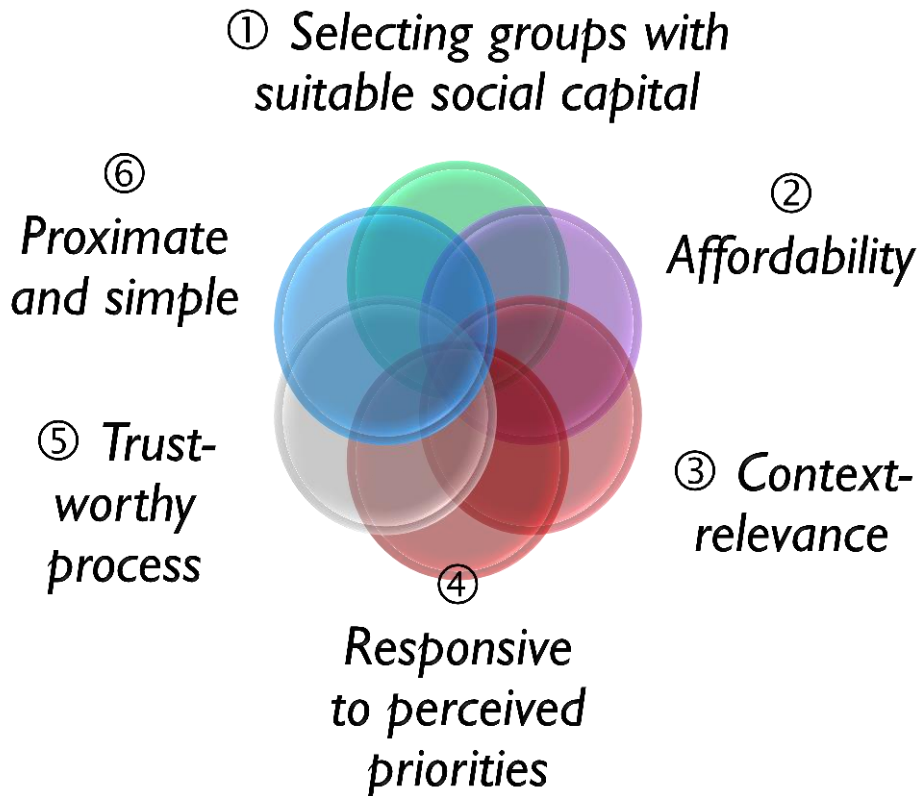 ① Selecting groups with
suitable social capital
②
Affordability
③ Context-
relevance
④
Responsive
to perceived
priorities
⑤ Trust-
worthy
process
⑥
Proximate
and simple